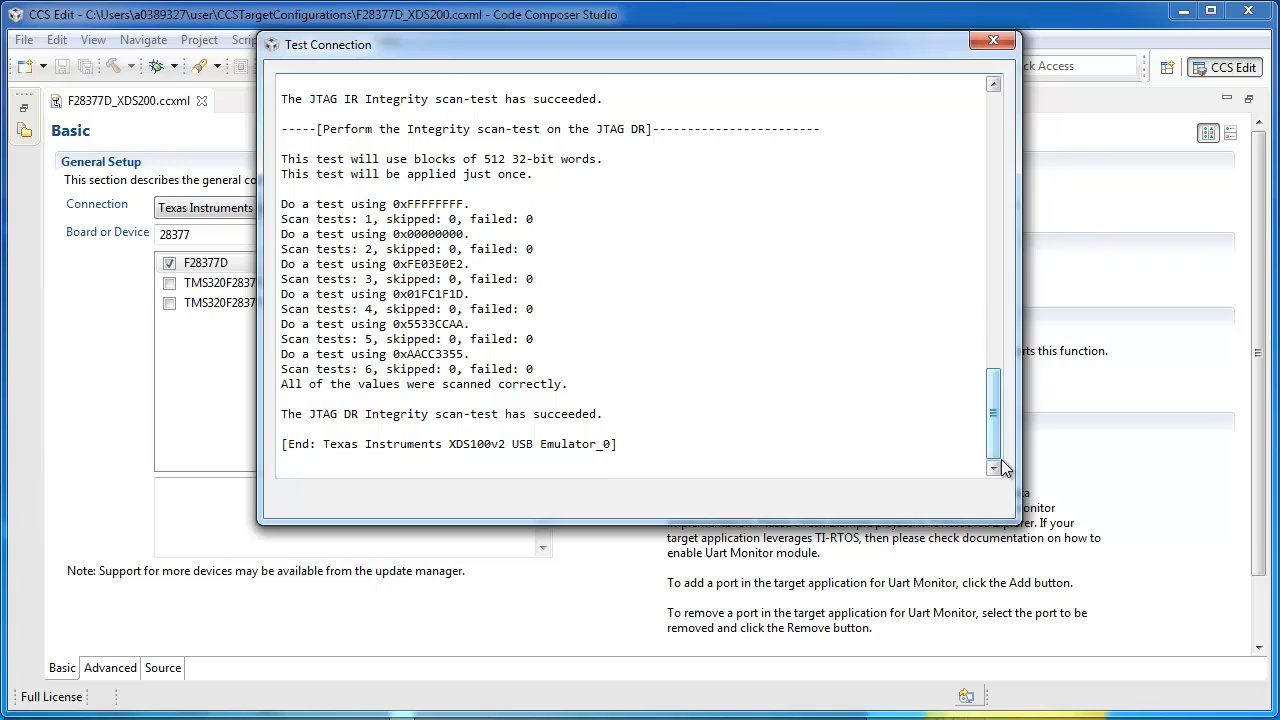 CCS Edit - C:\Users\a0389327\user\CCSTargetConfigurations\F28377D_XDS200.ccxml - Code Composer Studio
File Edit View Navigate Project
Test Connection
ck Access
CCS Edit
F28377D_XDS200.ccxml
Basic
General Setup
This section describes the general co
Connection
Texas Instruments
Board or Device
28377
F28377D
TMS320F2837
TMS320F2837
The JTAG IR Integrity scan-test has succeeded.
-----[Perform the Integrity scan-test on the JTAG DR]------------------------
This test will use blocks of 512 32-bit words.
This test will be applied just once.
Do a test using 0xFFFFFFFF.
Scan tests: 1, skipped: 0, failed: 0
Do a test using 0x00000000.
Scan tests: 2, skipped: 0, failed: 0
Do a test using 0xFE03E0E2.
Scan tests: 3, skipped: 0, failed: 0
Do a test using 0x01FC1F1D.
Scan tests: 4, skipped: 0, failed: 0
Do a test using 0x5533CCAA.
Scan tests: 5, skipped: 0, failed: 0
Do a test using 0xAACC3355.
Scan tests: 6, skipped: 0, failed: 0
All of the values were scanned correctly.
The JTAG DR Integrity scan-test has succeeded.
[End: Texas Instruments XDS100v2 USB Emulator_0]
rts this function.
ta
onitor
If your
target application leverages TI-RTOS, then please check documentation on how to
enable Uart Monitor module.
To add a port in the target application for Uart Monitor, click the Add button.
To remove a port in the target application for Uart Monitor, select the port to be
removed and click the Remove button.
Note: Support for more devices may be available from the update manager.
Basic Advanced Source
Full License